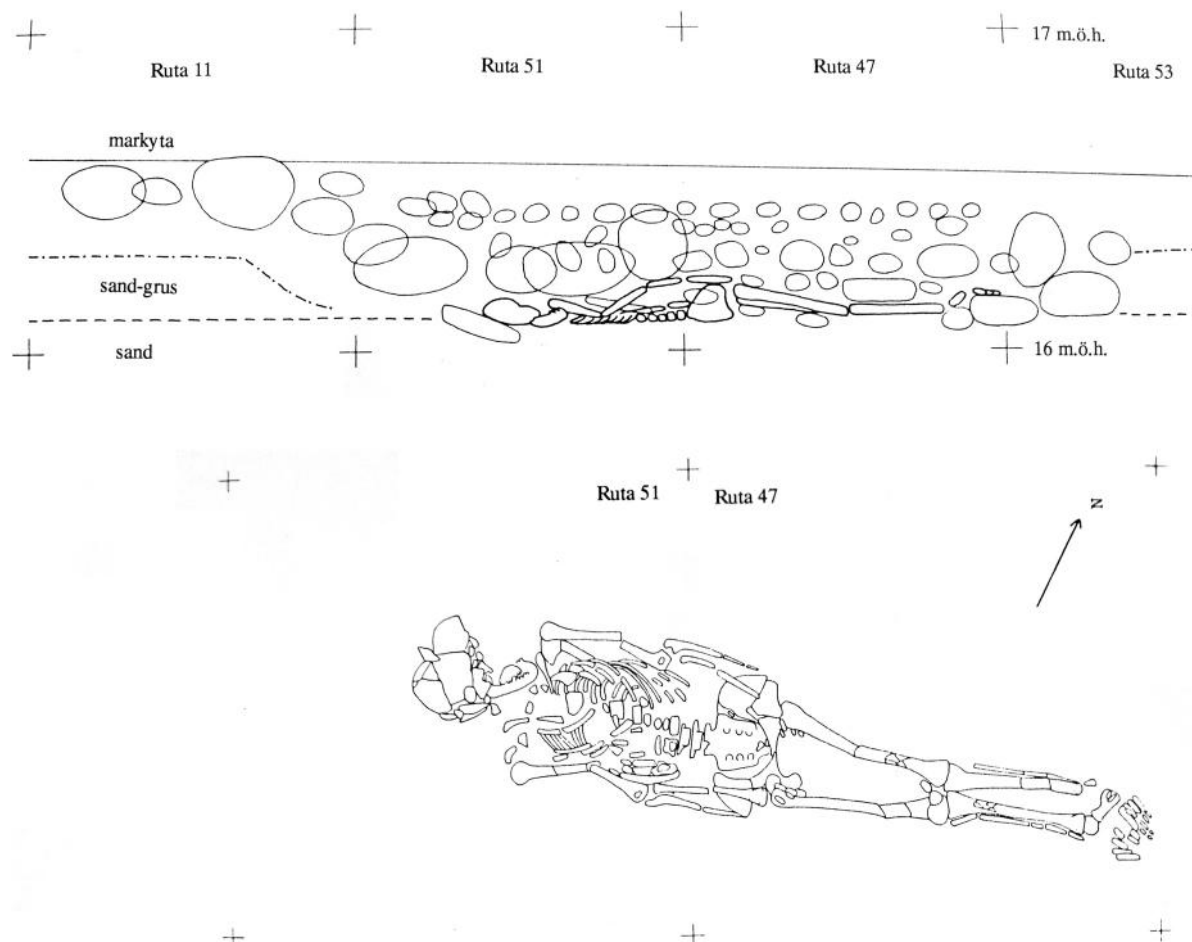 17 m.ö.h.
Ruta 11
Ruta 51
Ruta 47
Ruta 53
markyta
sand-grus
sand
16 m.ö.h.
Ruta 51
Ruta 47
N